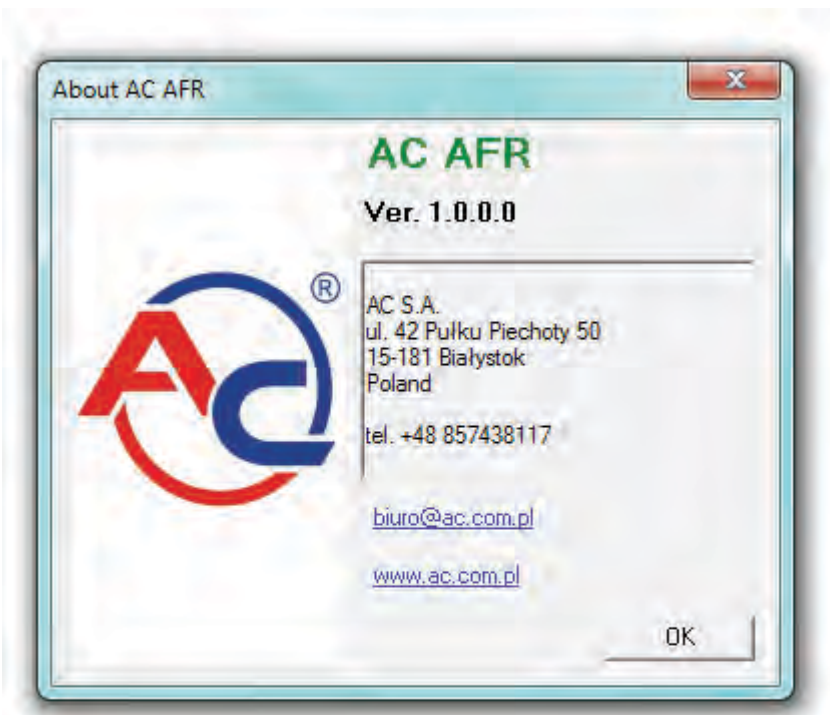 About AC AFR
AC AFR
Ver. 1.0.0.0
AC ®
AC S.A.
ul. 42 Pułku Piechoty 50
15-181 Białystok
Poland
tel. +48 857438117
biuro@ac.com.pl
www.ac.com.pl
OK